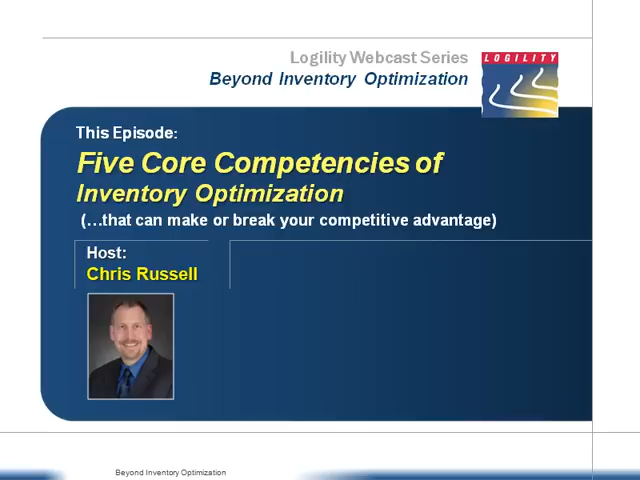 Logility Webcast Series
Beyond Inventory Optimization
LOGILITY
This Episode:
Five Core Competencies of
Inventory Optimization
(…that can make or break your competitive advantage)
Host:
Chris Russell
Beyond Inventory Optimization